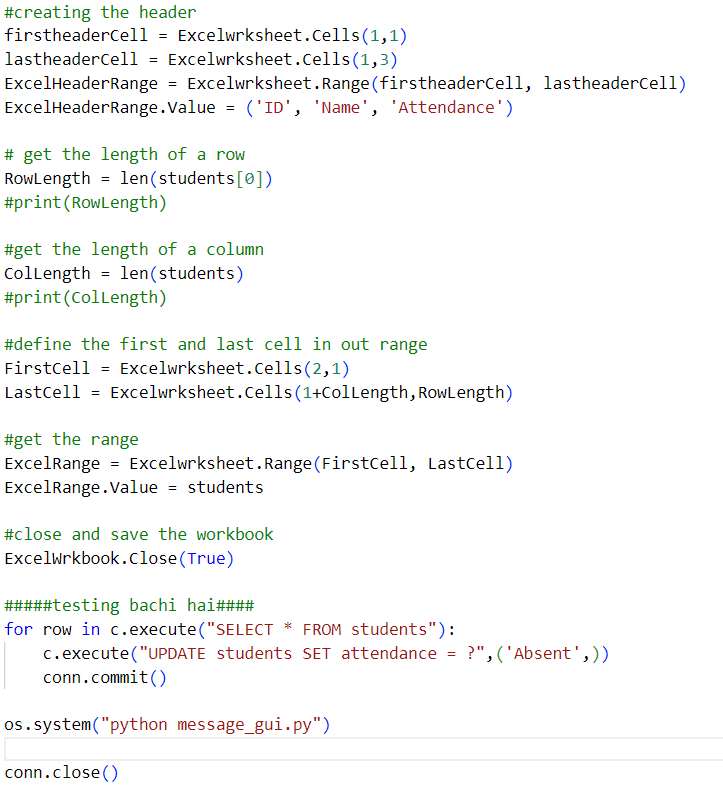 #creating the header
firstheaderCell = Excelwrksheet.Cells(1,1)
lastheaderCell = Excelwrksheet.Cells(1,3)
ExcelHeaderRange = Excelwrksheet.Range(firstheaderCell, lastheaderCell)
ExcelHeaderRange.Value = ('ID', 'Name', 'Attendance')

# get the length of a row
RowLength = len(students[0])
#print(RowLength)

#get the length of a column
ColLength = len(students)
#print(ColLength)

#define the first and last cell in out range
FirstCell = Excelwrksheet.Cells(2,1)
LastCell = Excelwrksheet.Cells(1+ColLength,RowLength)

#get the range
ExcelRange = Excelwrksheet.Range(FirstCell, LastCell)
ExcelRange.Value = students

#close and save the workbook
ExcelWrkbook.Close(True)

#####testing bachi hai####
for row in c.execute("SELECT * FROM students"):
    c.execute("UPDATE students SET attendance = ?",('Absent',))
    conn.commit()

os.system("python message_gui.py")

conn.close()